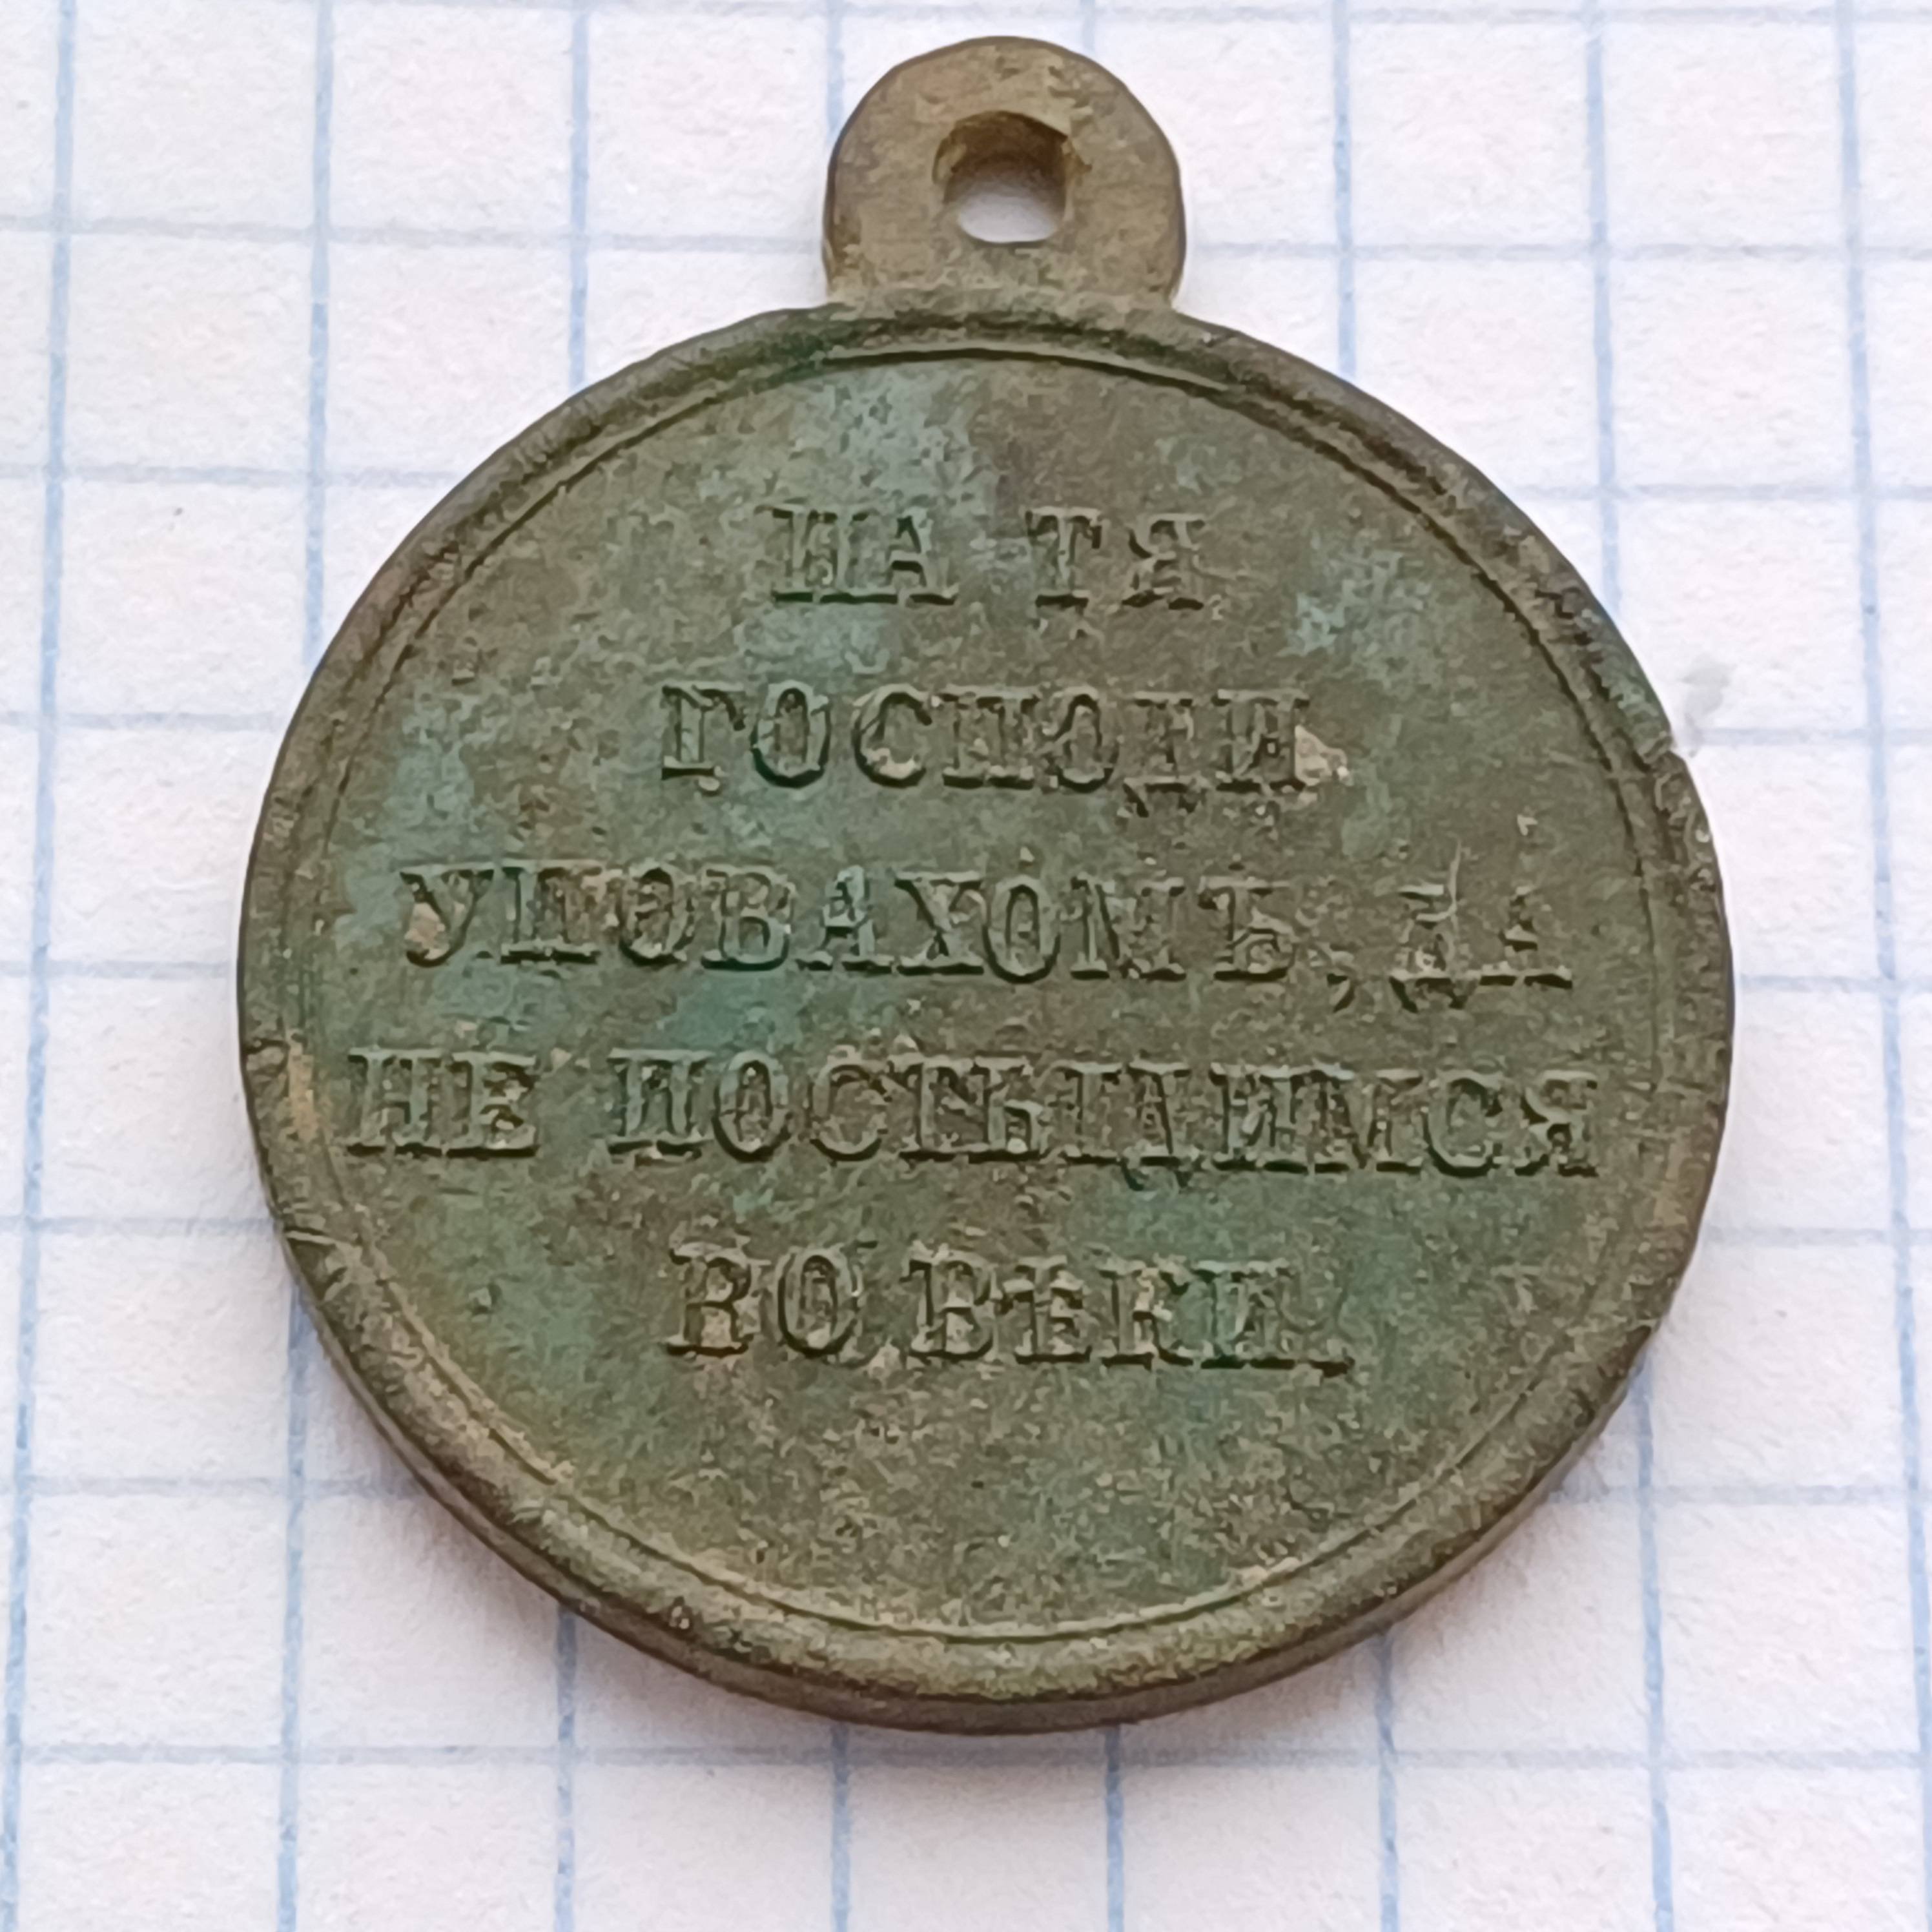 НА ТЯ
ГОСПОДИ
УПОВАХОМЪ, ДА
НЕ ПОСТЫДИМСЯ
ВО ВѢКИ.